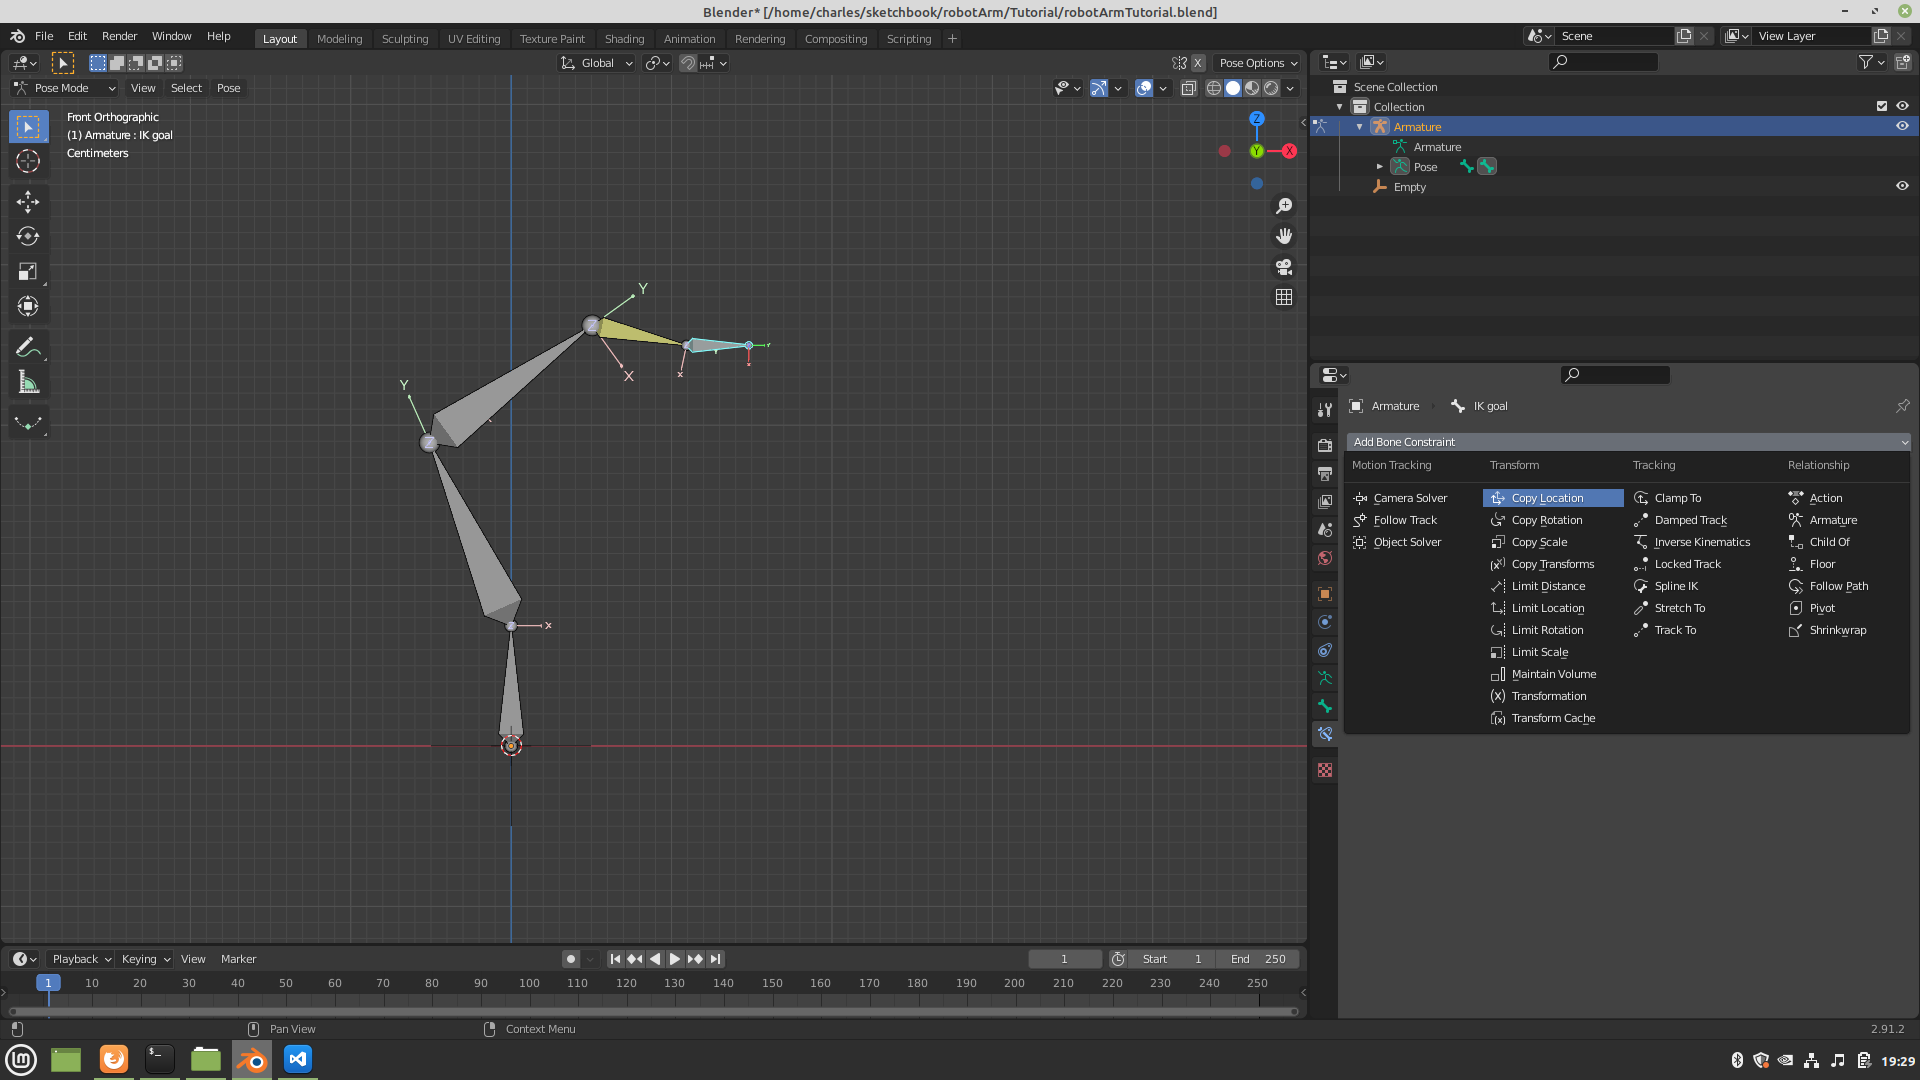 Blender* [/home/charles/sketchbook/robotArm/Tutorial/robotArmTutorial.blend]
File Edit Render Window Help Layout Modeling Sculpting UV Editing Texture Paint Shading Animation Rendering Compositing Scripting + Scene View Layer
Global X Pose Options
Pose Mode View Select Pose
Front Orthographic
(1) Armature : IK goal
Centimeters
Z
Y
X
Y
X
x
Y
Y
Z
Z
x
x
Z
x
Scene Collection
Collection
Armature
Armature
Pose
Empty
Armature IK goal
Add Bone Constraint
Motion Tracking Transform Tracking Relationship
Camera Solver Copy Location Clamp To Action
Follow Track Copy Rotation Damped Track Armature
Object Solver Copy Scale Inverse Kinematics Child Of
Copy Transforms Locked Track Floor
Limit Distance Spline IK Follow Path
Limit Location Stretch To Pivot
Limit Rotation Track To Shrinkwrap
Limit Scale
Maintain Volume
Transformation
Transform Cache
Playback Keying View Marker 1 Start 1 End 250
1 10 20 30 40 50 60 70 80 90 100 110 120 130 140 150 160 170 180 190 200 210 220 230 240 250
Pan View Context Menu 2.91.2
19:29